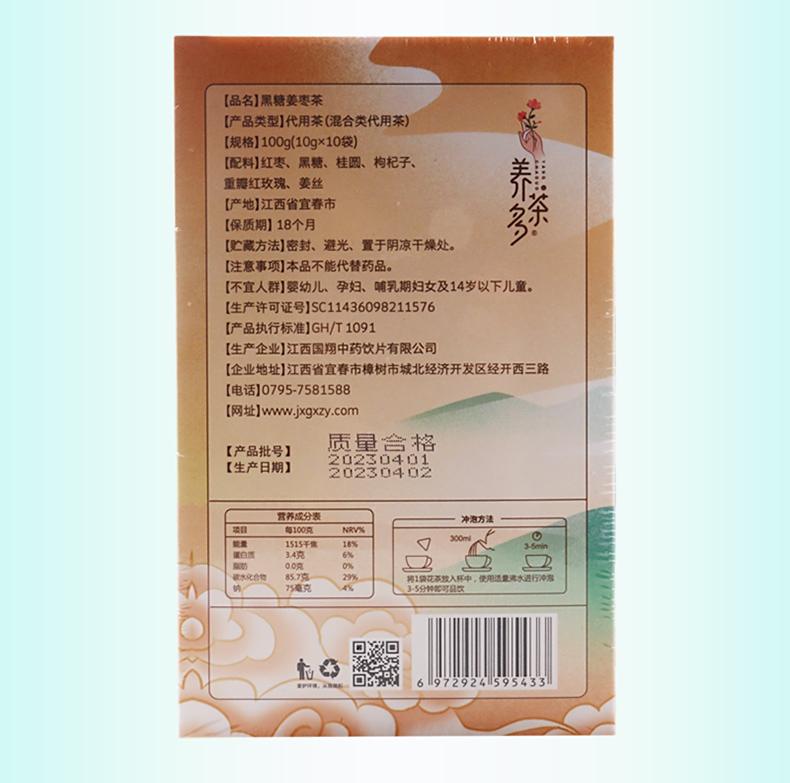 【品名】黑糖姜枣茶
【产品类型】代用茶(混合类代用茶)
【规格】100g(10g×10袋)
【配料】红枣、黑糖、桂圆、枸杞子、
重瓣红玫瑰、姜丝
【产地】江西省宜春市
【保质期】18个月
【贮藏方法】密封、避光、置于阴凉干燥处。
【注意事项】本品不能代替药品。
【不宜人群】婴幼儿、孕妇、哺乳期妇女及14岁以下儿童。
【生产许可证号】SC11436098211576
【产品执行标准】GH/T 1091
【生产企业】江西国翔中药饮片有限公司
【企业地址】江西省宜春市樟树市城北经济开发区经开西三路
【电话】0795-7581588
【网址】www.jxgxzy.com
养茶多®
质量合格
【产品批号】 20230401
【生产日期】 20230402
营养成分表
项目 每100克 NRV%
能量 1515千焦 18%
蛋白质 3.4克 6%
脂肪 0.0克 0%
碳水化合物 85.7克 29%
钠 75毫克 4%
冲泡方法
300ml
3-5min
将1袋花茶放入杯中，使用适量沸水进行冲泡
3-5分钟即可品饮
6 972924 595433